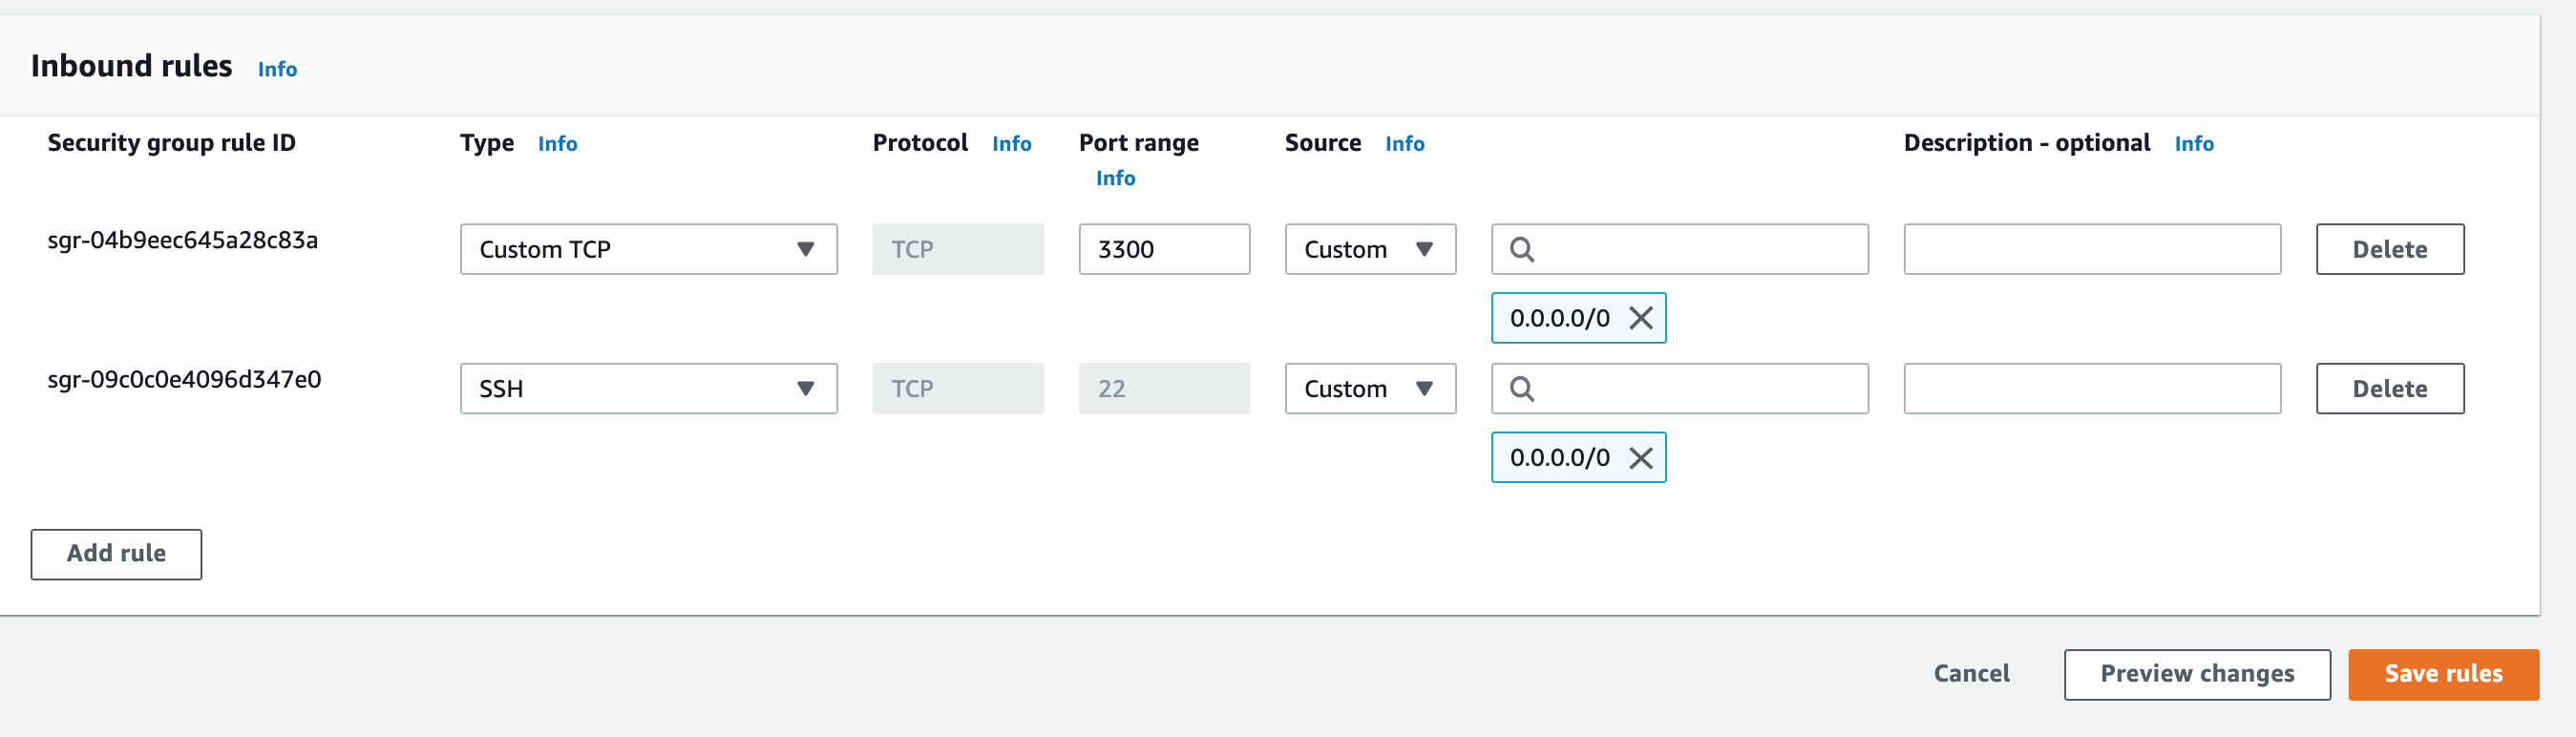 Inbound rules Info
Security group rule ID Type Info Protocol Info Port range Source Info Description - optional Info
Info
sgr-04b9eec645a28c83a Custom TCP TCP 3300 Custom Delete
0.0.0.0/0
sgr-09c0c0e4096d347e0 SSH TCP 22 Custom Delete
0.0.0.0/0
Add rule
Cancel Preview changes Save rules